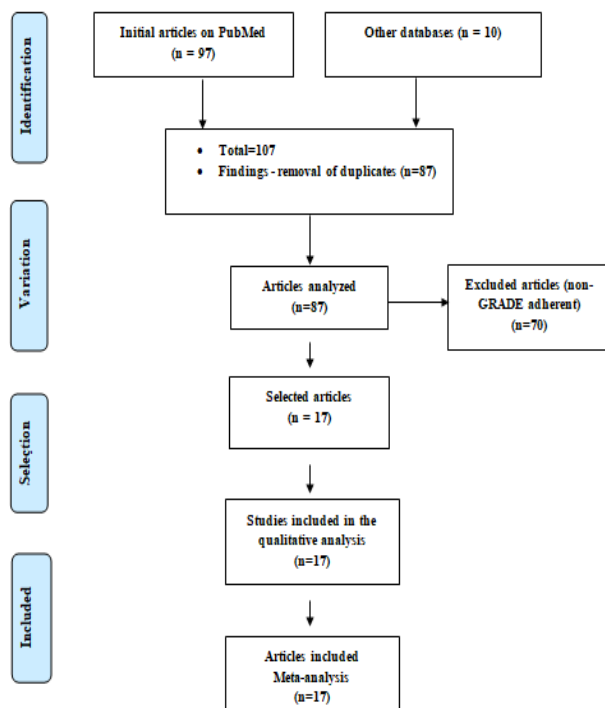 Identification
Initial articles on PubMed
(n = 97)
Other databases (n = 10)
• Total=107
• Findings - removal of duplicates (n=87)
Variation
Articles analyzed
(n=87)
Excluded articles (non-
GRADE adherent)
(n=70)
Seleção
Selected articles
(n = 17)
Studies included in the
qualitative analysis
(n=17)
Included
Articles included
Meta-analysis
(n=17)